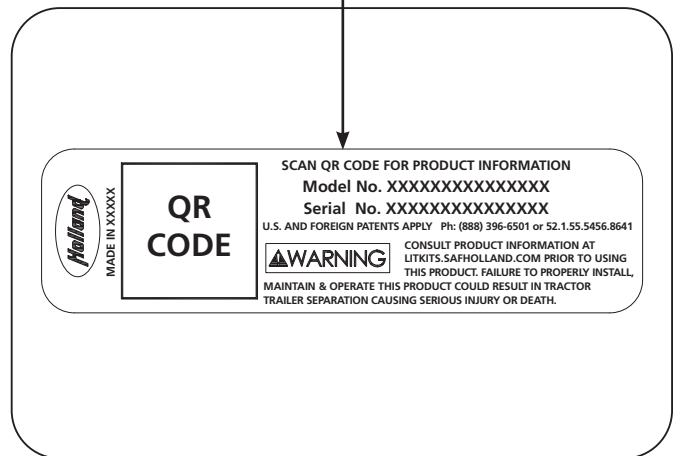 Holland
MADE IN XXXXX
QR
CODE
SCAN QR CODE FOR PRODUCT INFORMATION
Model No. XXXXXXXXXXXXXXX
Serial No. XXXXXXXXXXXXXXX
U.S. AND FOREIGN PATENTS APPLY Ph: (888) 396-6501 or 52.1.55.5456.8641
WARNING
CONSULT PRODUCT INFORMATION AT
LITKITS.SAFHOLLAND.COM PRIOR TO USING
THIS PRODUCT. FAILURE TO PROPERLY INSTALL,
MAINTAIN & OPERATE THIS PRODUCT COULD RESULT IN TRACTOR
TRAILER SEPARATION CAUSING SERIOUS INJURY OR DEATH.